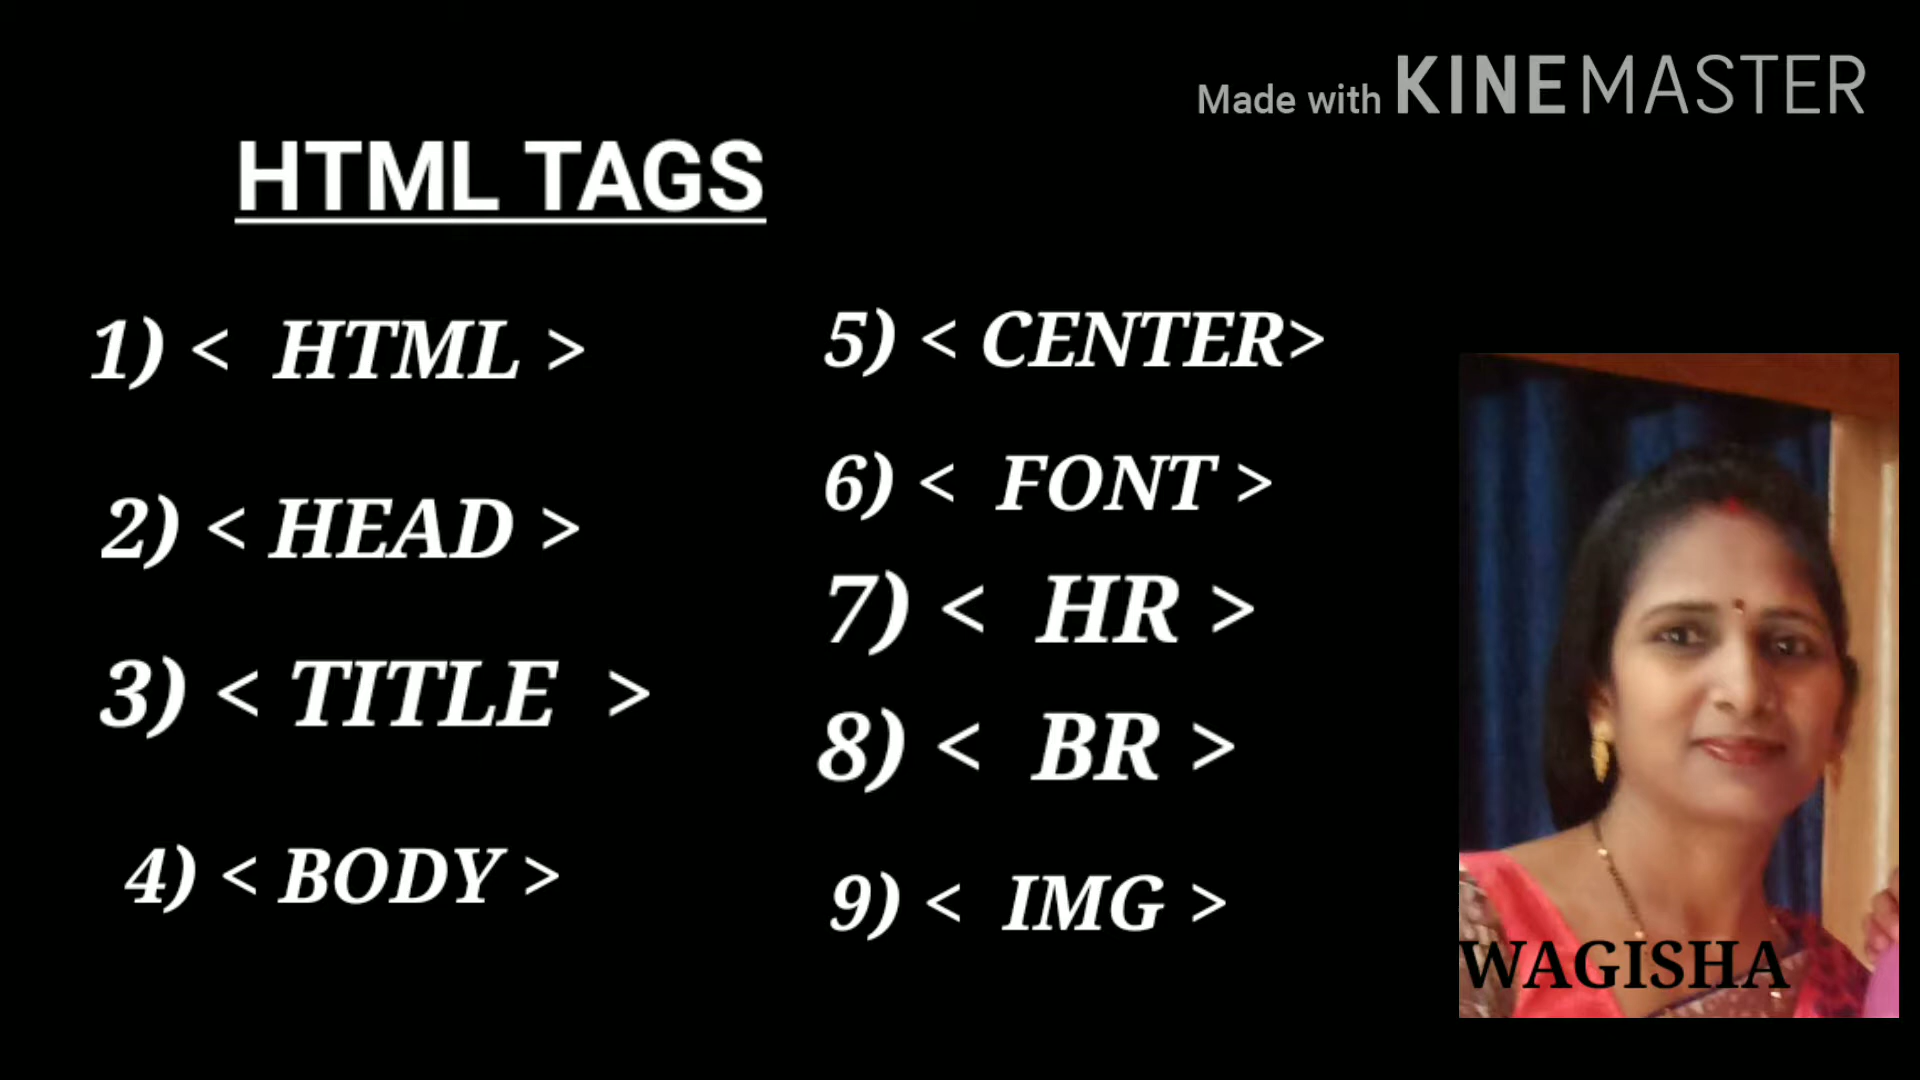 Made with KINEMASTER
HTML TAGS
1) < HTML >
2) < HEAD >
3) < TITLE >
4) < BODY >
5) < CENTER>
6) < FONT >
7) < HR >
8) < BR >
9) < IMG >
WAGISHA